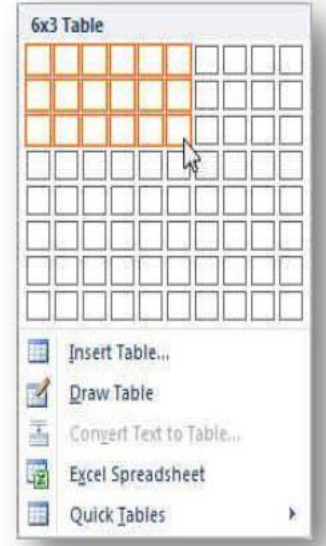 6x3 Table
Insert Table...
Draw Table
Convert Text to Table...
Excel Spreadsheet
Quick Tables